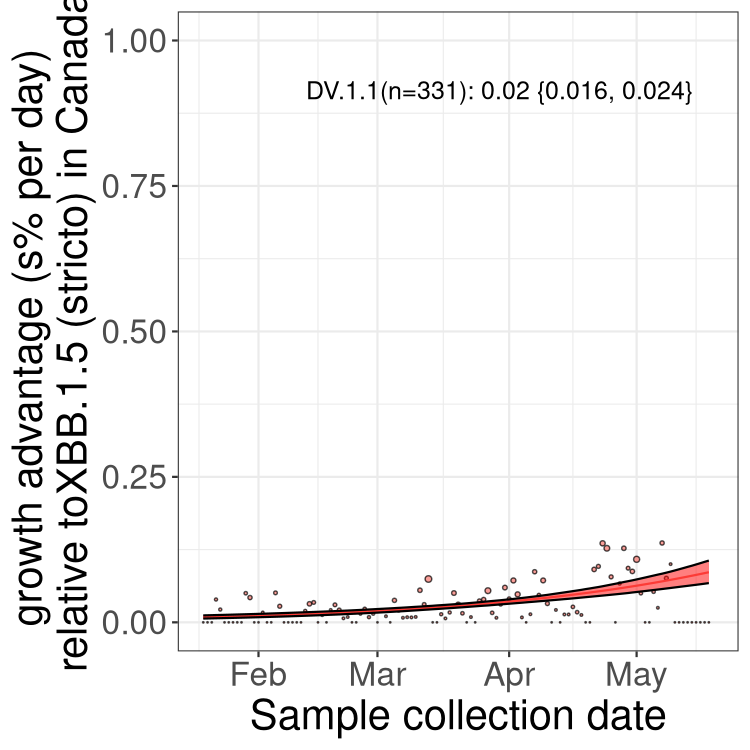 growth advantage (s% per day)
relative toXBB.1.5 (stricto) in Canada
1.00
0.75
0.50
0.25
0.00
DV.1.1(n=331): 0.02 {0.016, 0.024}
Feb Mar Apr May
Sample collection date